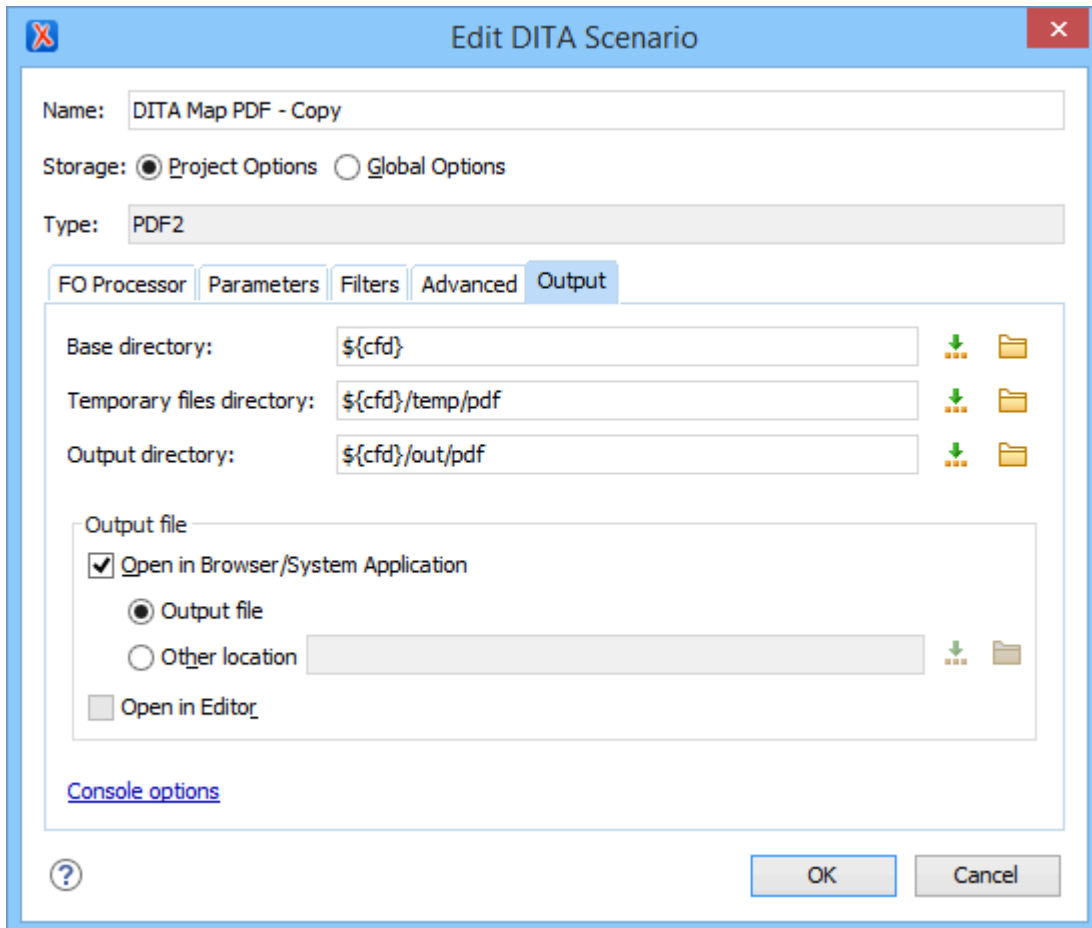 Edit DITA Scenario
Name: DITA Map PDF - Copy
Storage: Project Options Global Options
Type: PDF2
FO Processor Parameters Filters Advanced Output
Base directory: ${cfd}
Temporary files directory: ${cfd}/temp/pdf
Output directory: ${cfd}/out/pdf
Output file
Open in Browser/System Application
Output file
Other location
Open in Editor
Console options
? OK Cancel